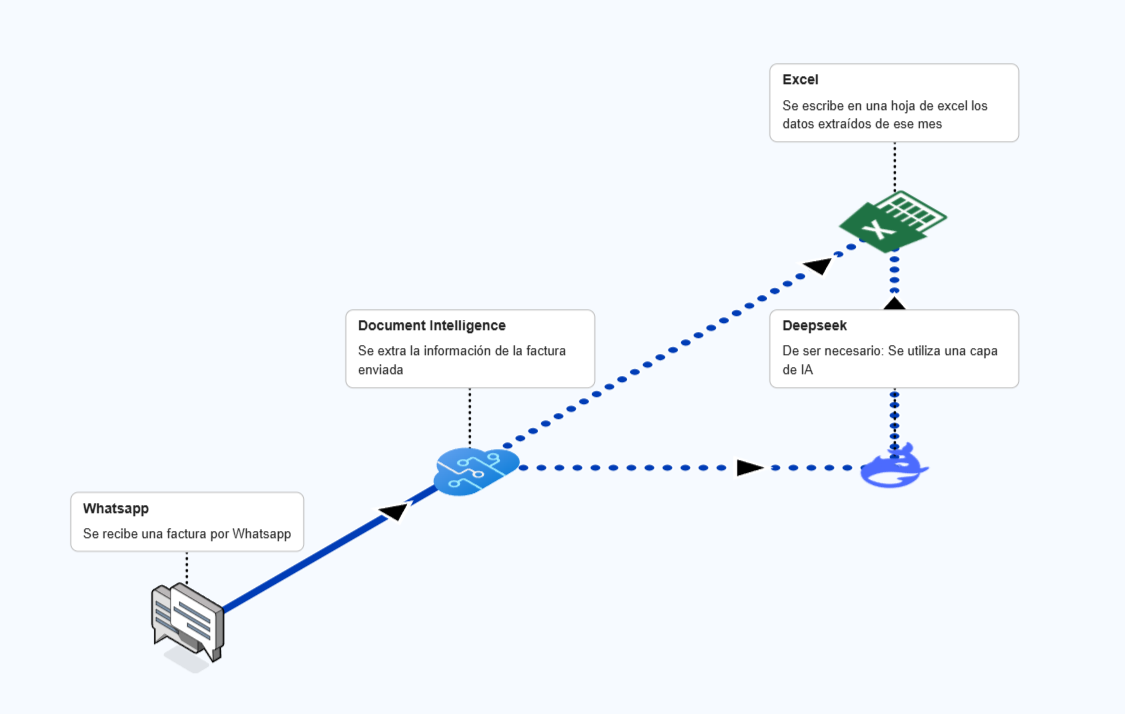 Excel
Se escribe en una hoja de excel los
datos extraídos de ese mes
Document Intelligence
Se extra la información de la factura
enviada
Deepseek
De ser necesario: Se utiliza una capa
de IA
Whatsapp
Se recibe una factura por Whatsapp